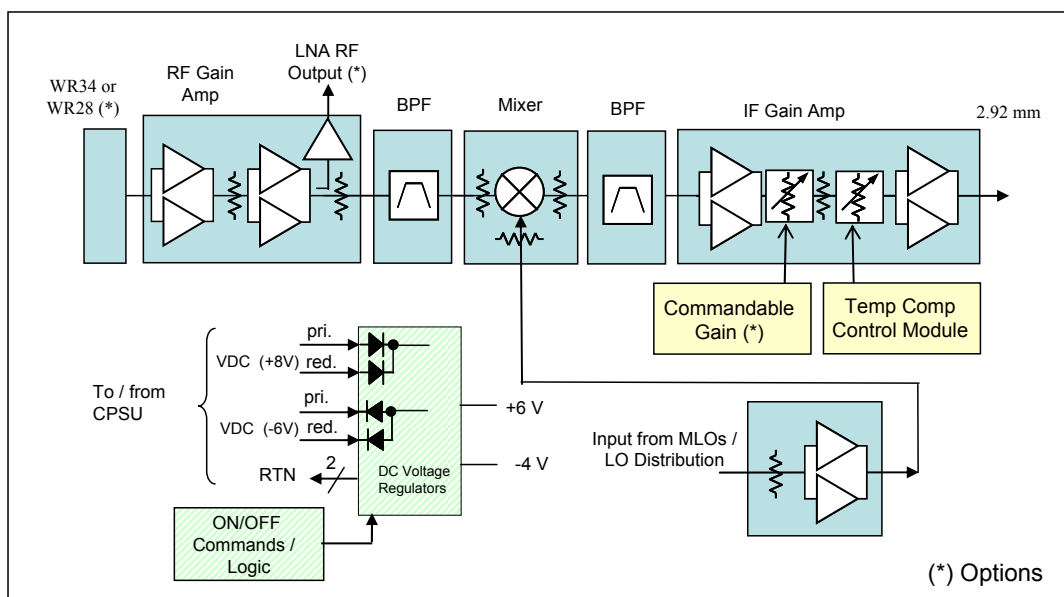 LNA RF
Output (*)
WR34 or
WR28 (*)
RF Gain
Amp
BPF
Mixer
BPF
IF Gain Amp
2.92 mm
Commandable
Gain (*)
Temp Comp
Control Module
To / from
CPSU
pri.
VDC (+8V) red.
pri.
VDC (-6V) red.
RTN
2
DC Voltage
Regulators
+6 V
-4 V
ON/OFF
Commands /
Logic
Input from MLOs /
LO Distribution
(*) Options